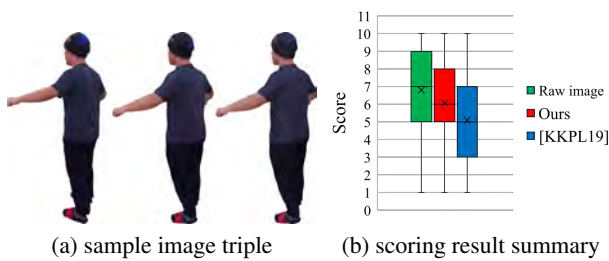 11
10
9
8
7
6
5
4
3
2
1
0
Score
Raw image
Ours
[KKPL19]
(a) sample image triple
(b) scoring result summary